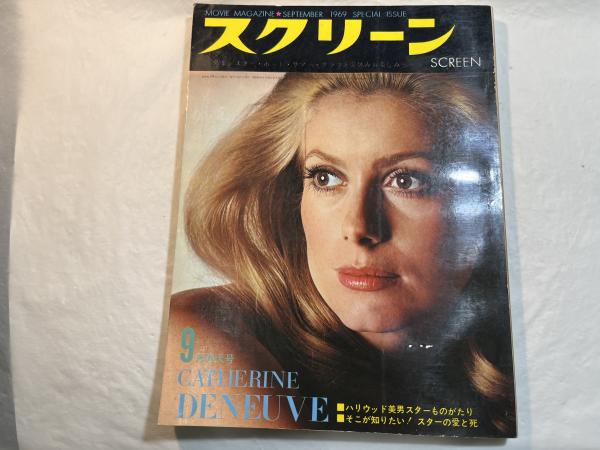 MOVIE MAGAZINE★SEPTEMBER 1969 SPECIAL ISSUE
スクリーン
SCREEN
9
CATHERINE
DENEUVE
■ハリウッド美男スターものがたり
■そこが知りたい! スターの愛と死